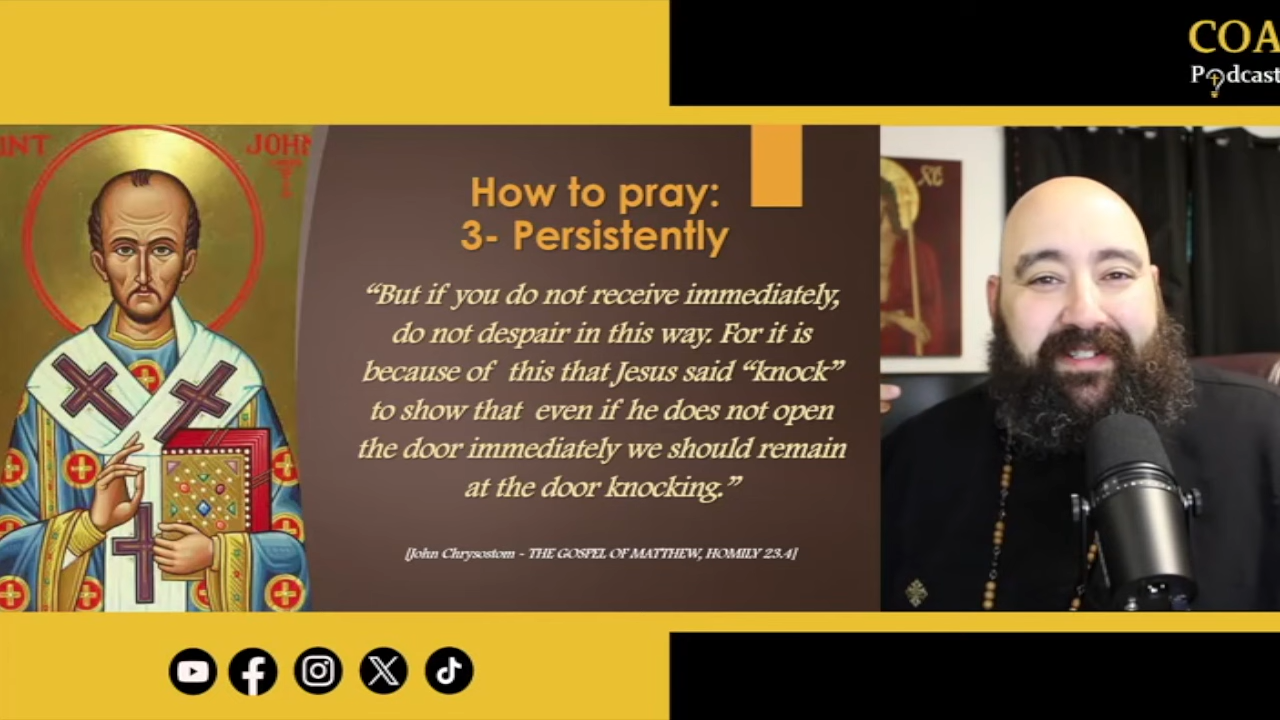 COA
Podcast
INT
JOHN
How to pray:
3- Persistently
“But if you do not receive immediately,
do not despair in this way. For it is
because of this that Jesus said “knock”
to show that even if he does not open
the door immediately we should remain
at the door knocking.”
[John Chrysostom - THE GOSPEL OF MATTHEW, HOMILY 23.4]